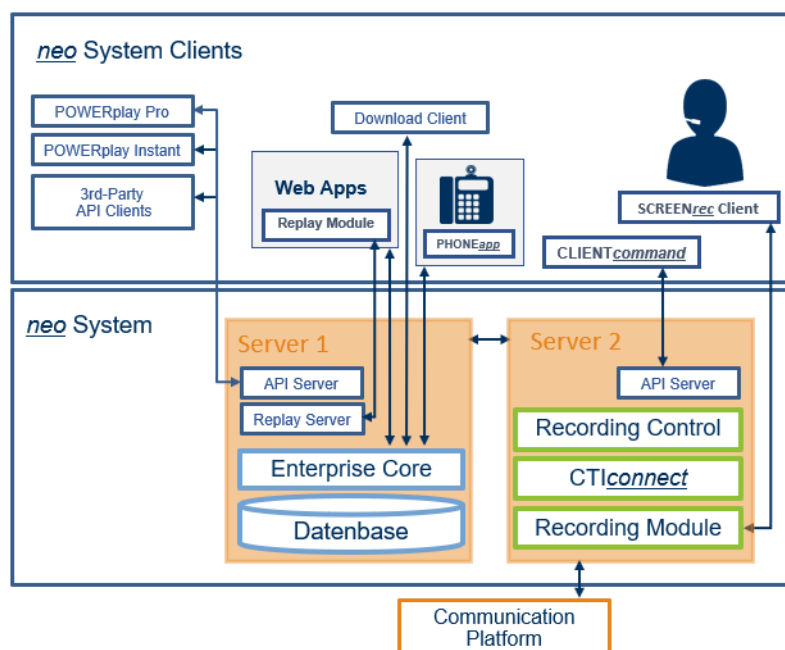 neo System Clients
POWERplay Pro
POWERplay Instant
3rd-Party
API Clients
Download Client
Web Apps
Replay Module
PHONEapp
SCREENrec Client
CLIENTcommand
neo System
Server 1
API Server
Replay Server
Enterprise Core
Datenbase
Server 2
API Server
Recording Control
CTIconnect
Recording Module
Communication
Platform